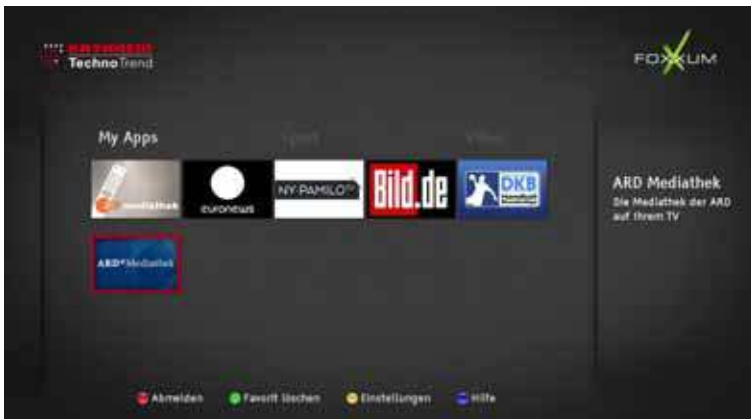 KATHREIN
TechnoTrend
FOXXUM
My Apps
Sport
Video
mediathek
euronews
NY-PAMILO
Bild.de
DKB
ARD Mediathek
Die Mediathek der ARD
auf Ihrem TV
ARD Mediathek
Abmelden
Favorit löschen
Einstellungen
Hilfe